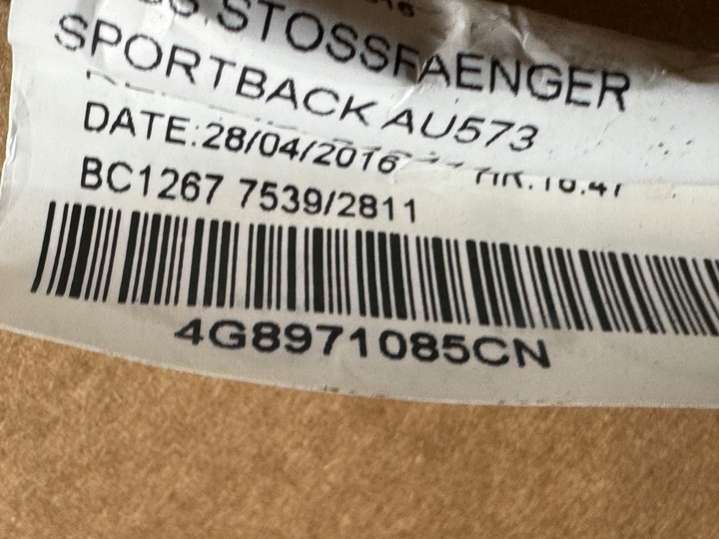 .STOSSFAENGER
SPORTBACK AU573
DATE:28/04/2016
BC1267 7539/2811
4G8971085CN